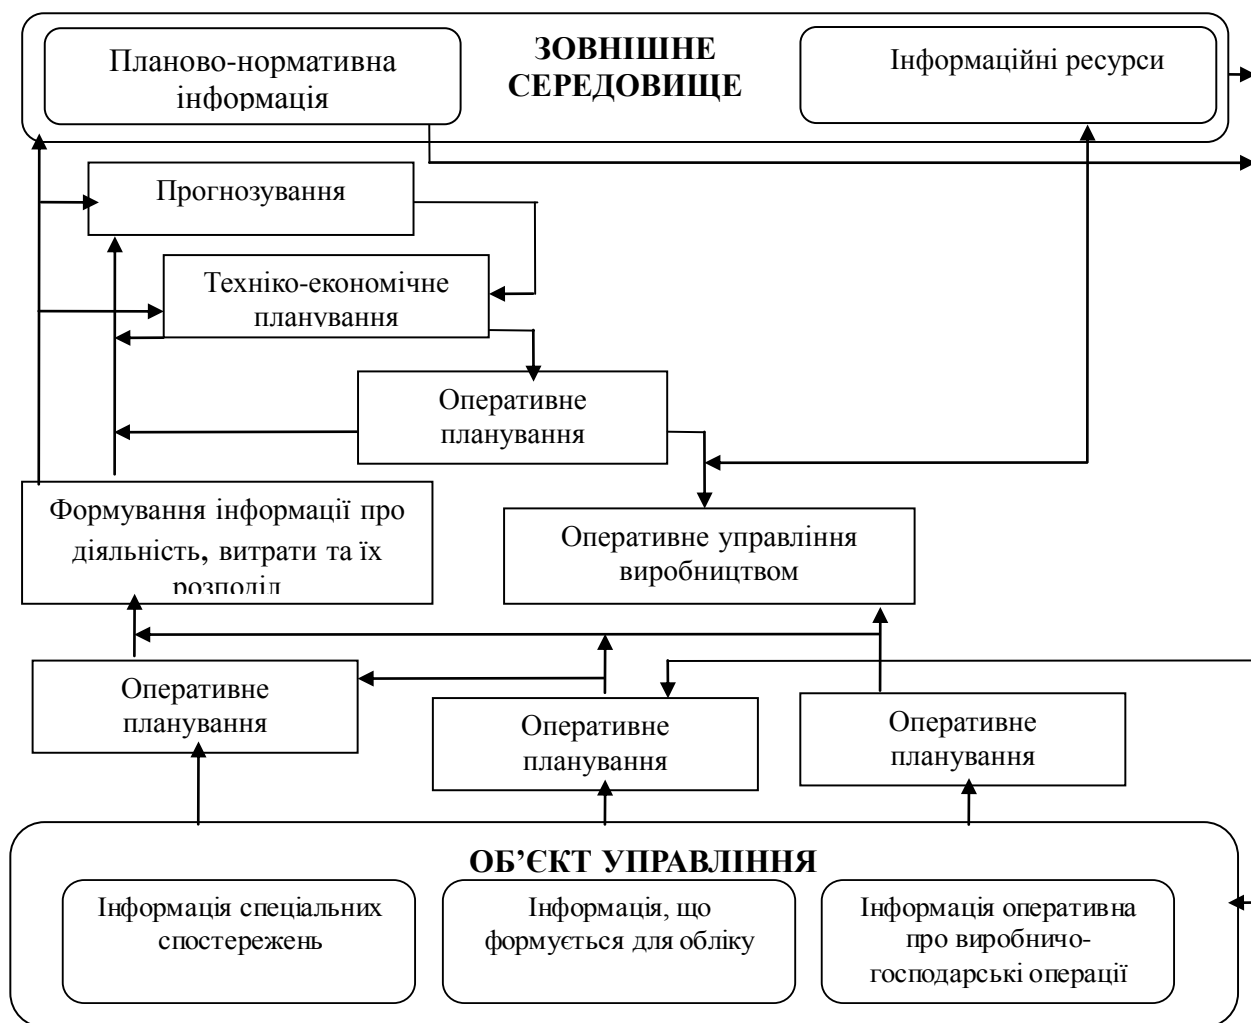 Планово-нормативна
інформація
ЗОВНІШНЕ
СЕРЕДОВИЩЕ
Інформаційні ресурси
Прогнозування
Техніко-економічне
планування
Оперативне
планування
Формування інформації про
діяльність, витрати та їх
розподіл
Оперативне управління
виробництвом
Оперативне
планування
Оперативне
планування
Оперативне
планування
ОБ’ЄКТ УПРАВЛІННЯ
Інформація спеціальних
спостережень
Інформація, що
формується для обліку
Інформація оперативна
про виробничо-
господарські операції